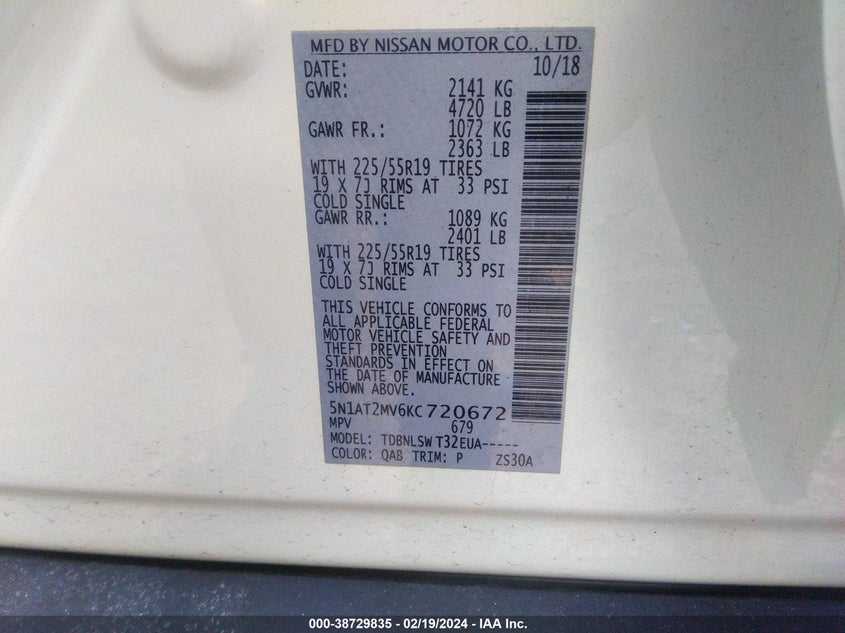 MFD BY NISSAN MOTOR CO., LTD.
DATE: 10/18
GVWR: 2141 KG
4720 LB
GAWR FR.: 1072 KG
2363 LB
WITH 225/55R19 TIRES
19 X 7J RIMS AT 33 PSI
COLD SINGLE
GAWR RR.: 1089 KG
2401 LB
WITH 225/55R19 TIRES
19 X 7J RIMS AT 33 PSI
COLD SINGLE
THIS VEHICLE CONFORMS TO
ALL APPLICABLE FEDERAL
MOTOR VEHICLE SAFETY AND
THEFT PREVENTION
STANDARDS IN EFFECT ON
THE DATE OF MANUFACTURE
SHOWN ABOVE.
5N1AT2MV6KC720672
MPV 679
MODEL: TDBNLSW T32EUA-----
COLOR: QAB TRIM: P ZS30A
000-38729835 - 02/19/2024 - IAA Inc.